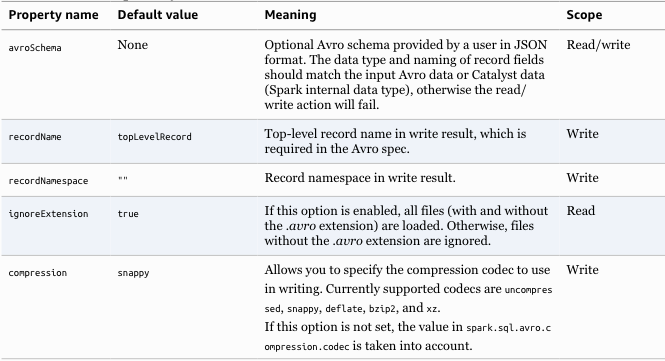 Property name Default value Meaning Scope
avroSchema None Optional Avro schema provided by a user in JSON Read/write
format. The data type and naming of record fields
should match the input Avro data or Catalyst data
(Spark internal data type), otherwise the read/
write action will fail.
recordName topLevelRecord Top-level record name in write result, which is Write
required in the Avro spec.
recordNamespace "" Record namespace in write result. Write
ignoreExtension true If this option is enabled, all files (with and without Read
the .avro extension) are loaded. Otherwise, files
without the .avro extension are ignored.
compression snappy Allows you to specify the compression codec to use Write
in writing. Currently supported codecs are uncompres
sed, snappy, deflate, bzip2, and xz.
If this option is not set, the value in spark.sql.avro.c
ompression.codec is taken into account.